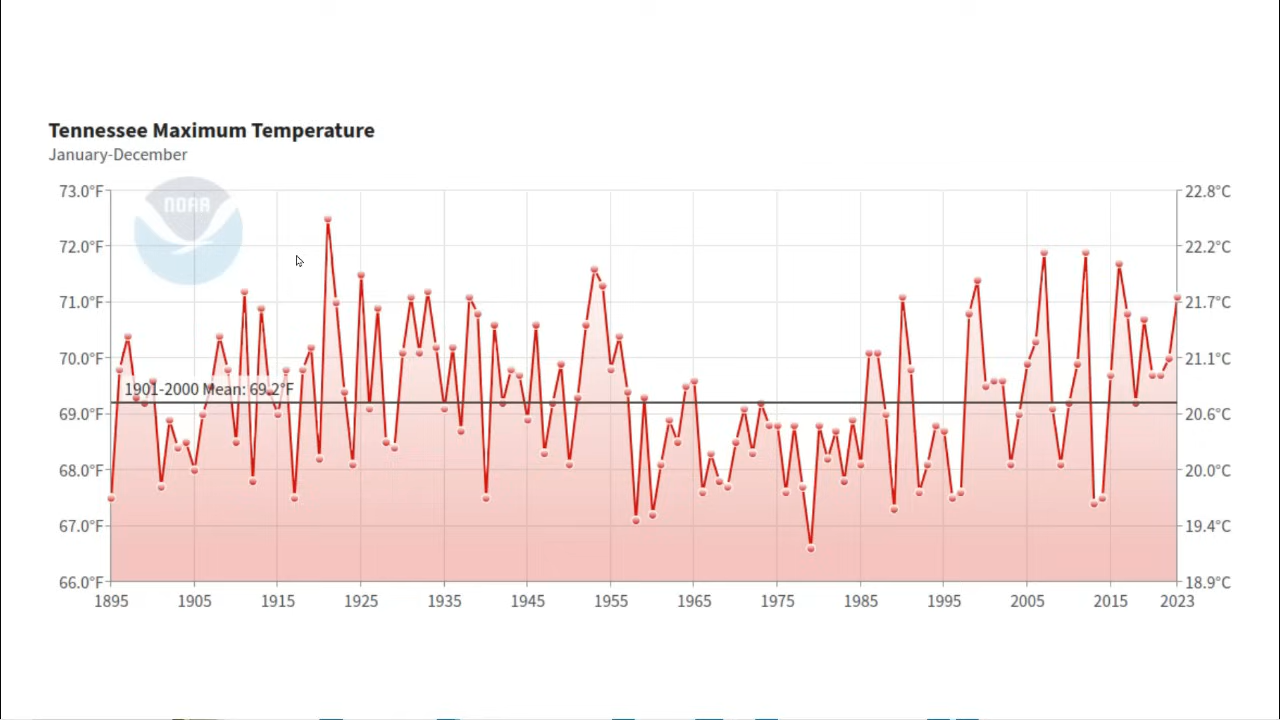 Tennessee Maximum Temperature
January-December
NOAA
73.0°F
22.8°C
72.0°F
22.2°C
71.0°F
21.7°C
70.0°F
21.1°C
1901-2000 Mean: 69.2°F
69.0°F
20.6°C
68.0°F
20.0°C
67.0°F
19.4°C
66.0°F
18.9°C
1895 1905 1915 1925 1935 1945 1955 1965 1975 1985 1995 2005 2015 2023